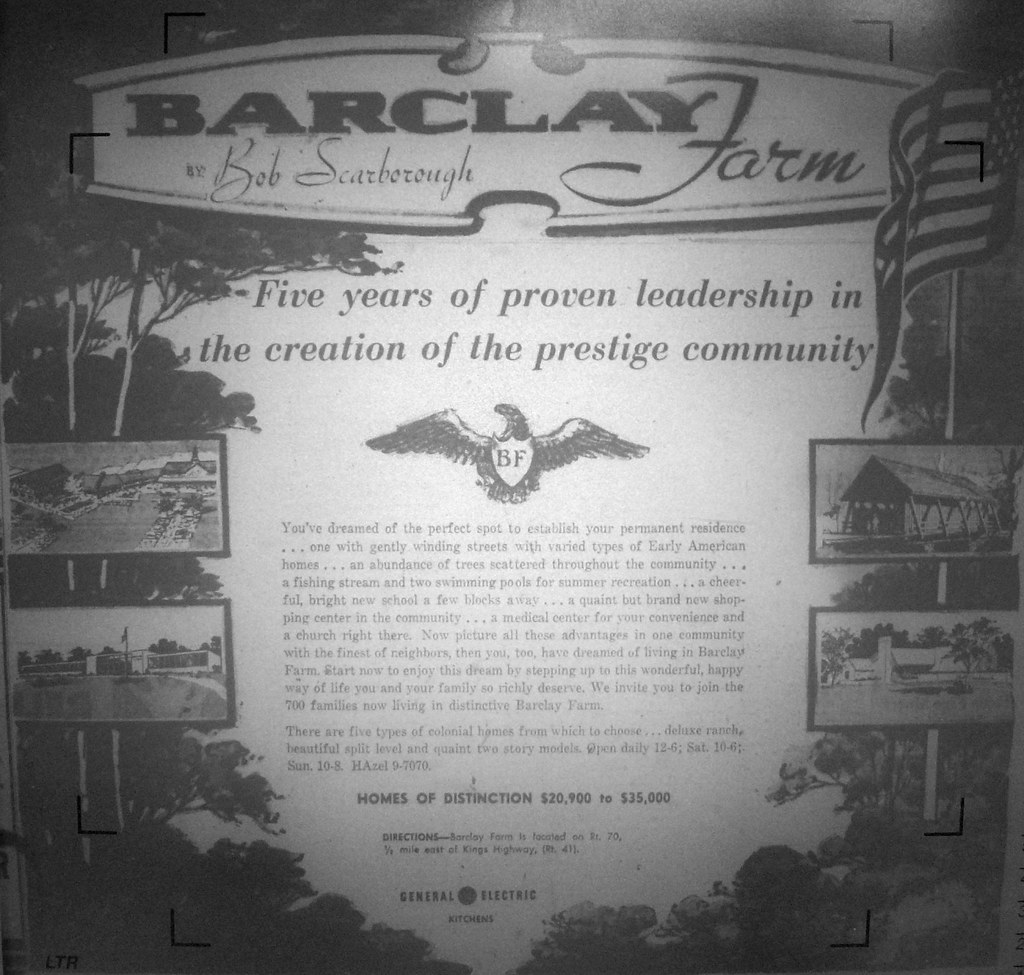 BARCLAY Farm
BY: Bob Scarborough
Five years of proven leadership in
the creation of the prestige community
BF
You've dreamed of the perfect spot to establish your permanent residence
. . . one with gently winding streets with varied types of Early American
homes . . . an abundance of trees scattered throughout the community . . .
a fishing stream and two swimming pools for summer recreation . . . a cheer-
ful, bright new school a few blocks away . . . a quaint but brand new shop-
ping center in the community . . . a medical center for your convenience and
a church right there. Now picture all these advantages in one community
with the finest of neighbors, then you, too, have dreamed of living in Barclay
Farm. Start now to enjoy this dream by stepping up to this wonderful, happy
way of life you and your family so richly deserve. We invite you to join the
700 families now living in distinctive Barclay Farm.
There are five types of colonial homes from which to choose . . . deluxe ranch,
beautiful split level and quaint two story models. Open daily 12-6; Sat. 10-6;
Sun. 10-8. HAzel 9-7070.
HOMES OF DISTINCTION $20,900 to $35,000
DIRECTIONS—Barclay Farm is located on Rt. 70,
mile east of Kings Highway, (Rt. 41).
GENERAL ELECTRIC
KITCHENS
LTR